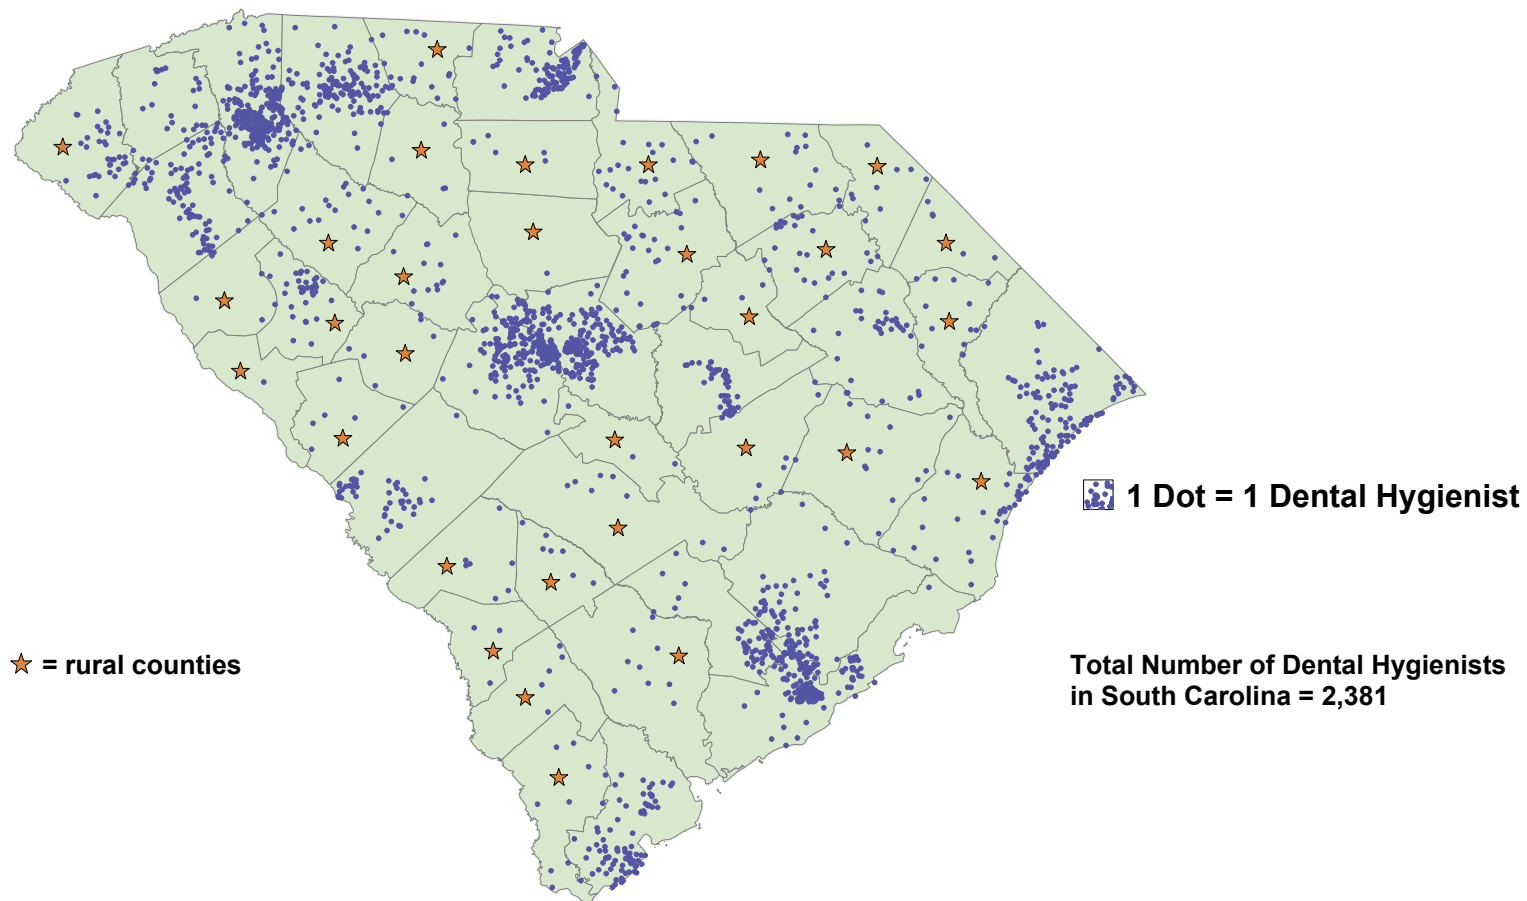 1 Dot = 1 Dental Hygienist
= rural counties
Total Number of Dental Hygienists
in South Carolina = 2,381